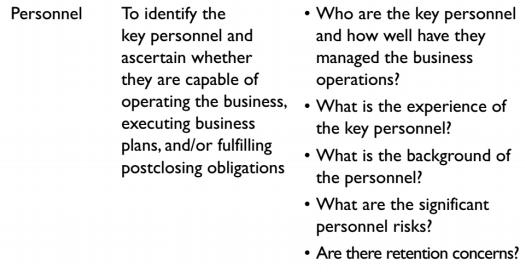 Personnel
To identify the
key personnel and
ascertain whether
they are capable of
operating the business,
executing business
plans, and/or fulfilling
postclosing obligations
• Who are the key personnel
and how well have they
managed the business
operations?
• What is the experience of
the key personnel?
• What is the background of
the personnel?
• What are the significant
personnel risks?
• Are there retention concerns?